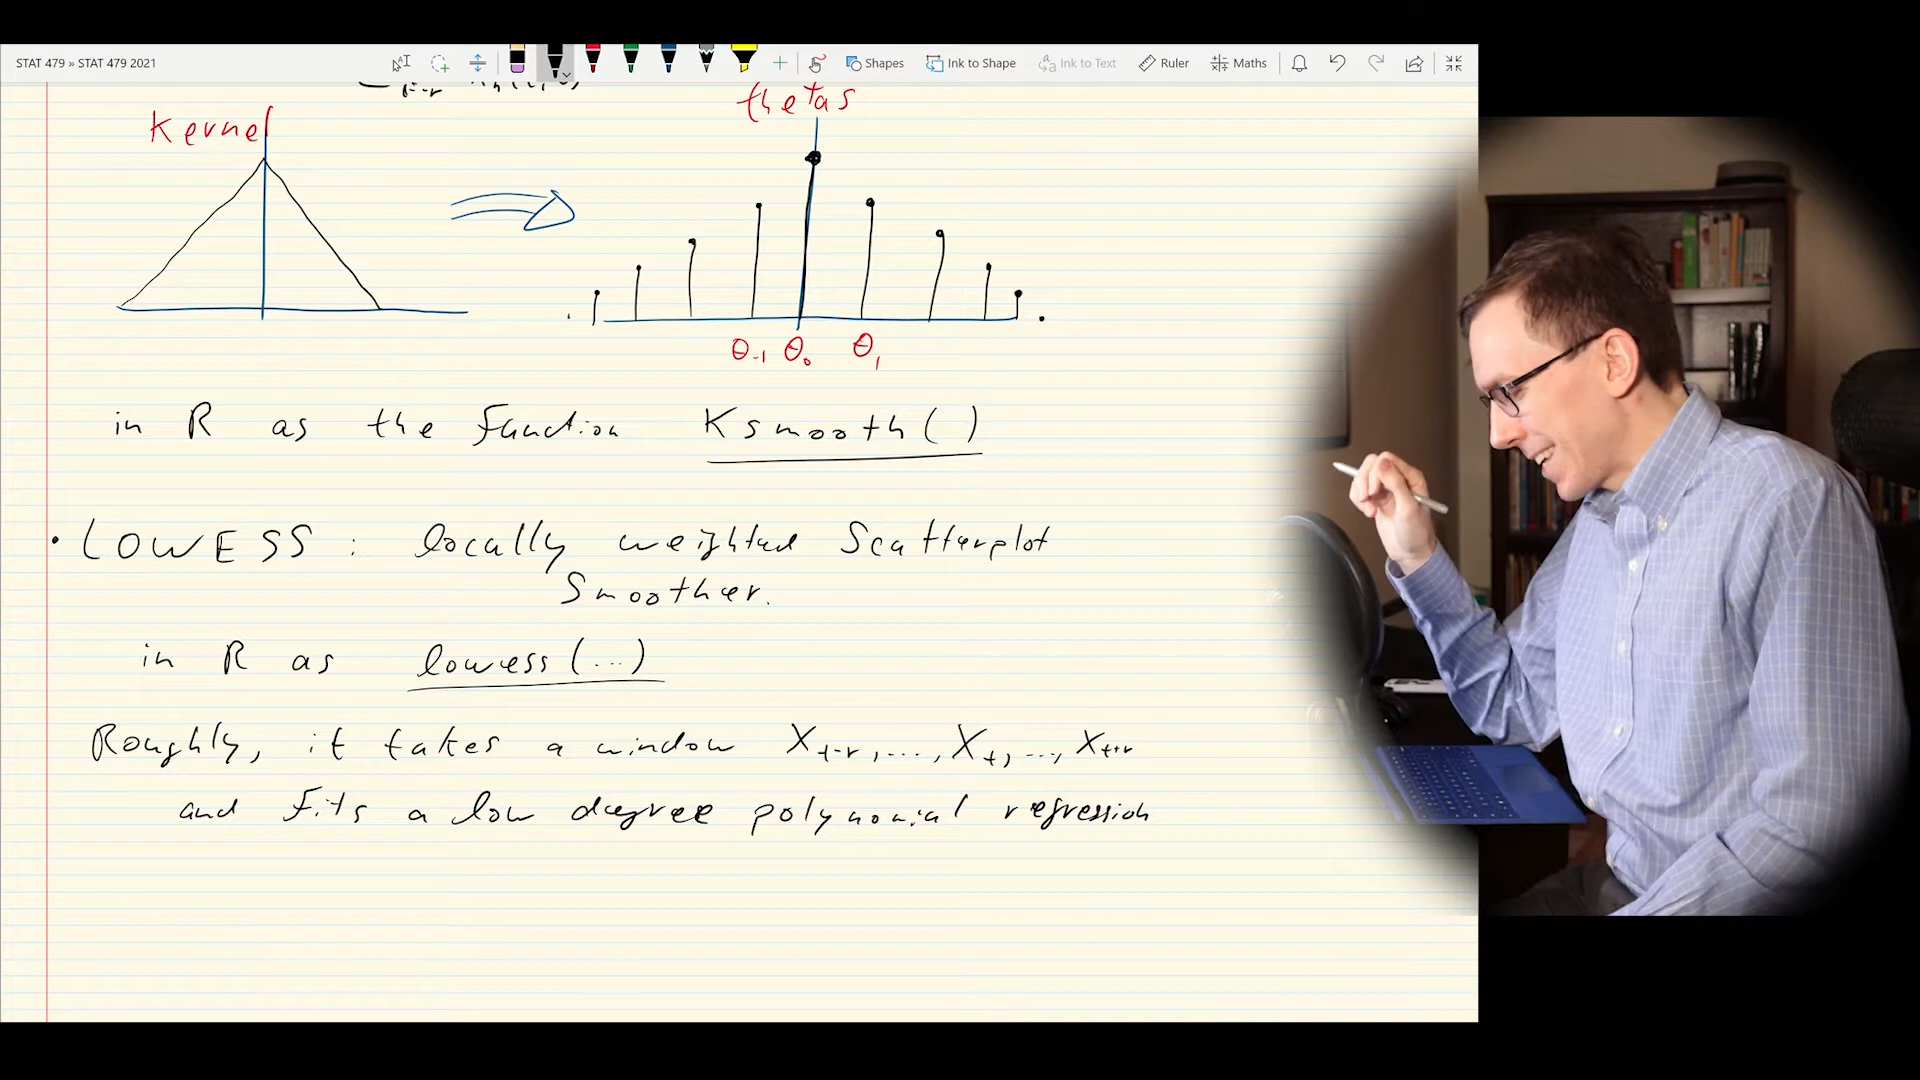 STAT 479 » STAT 479 2021
Shapes
Ink to Shape
Ink to Text
Ruler
Maths
Kernel
thetas
θ-1 θ0 θ1
in R as the function Ksmooth( )
• LOWESS : locally weighted Scatterplot
Smoother.
in R as lowess(...)
Roughly, it takes a window Xt-r,...,Xt,...,Xt+r
and fits a low degree polynomial regression